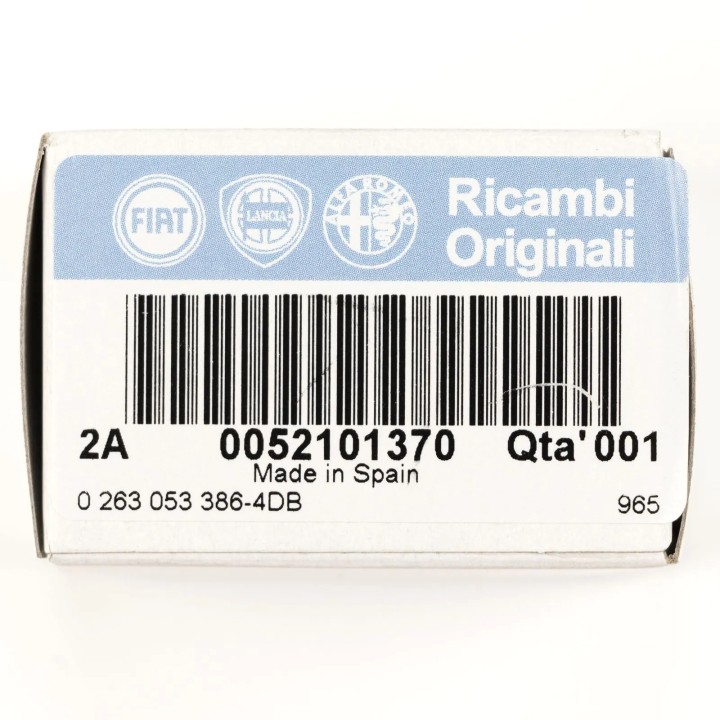 FIAT
LANCIA
ALFA ROMEO
Ricambi
Originali
2A 0052101370 Qta' 001
Made in Spain
0 263 053 386-4DB 965